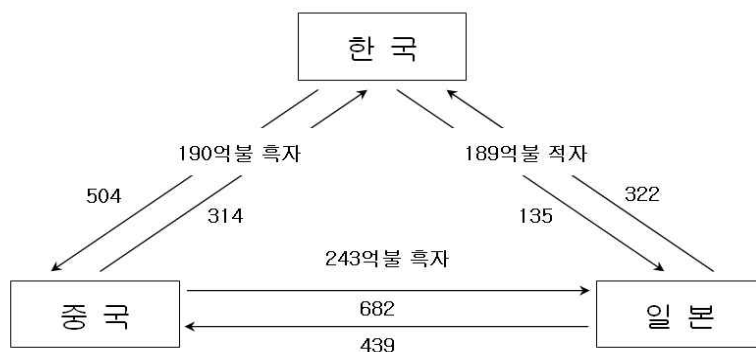 한 국
190억불 흑자
189억불 적자
504
314
135
322
243억불 흑자
중 국
682
일 본
439